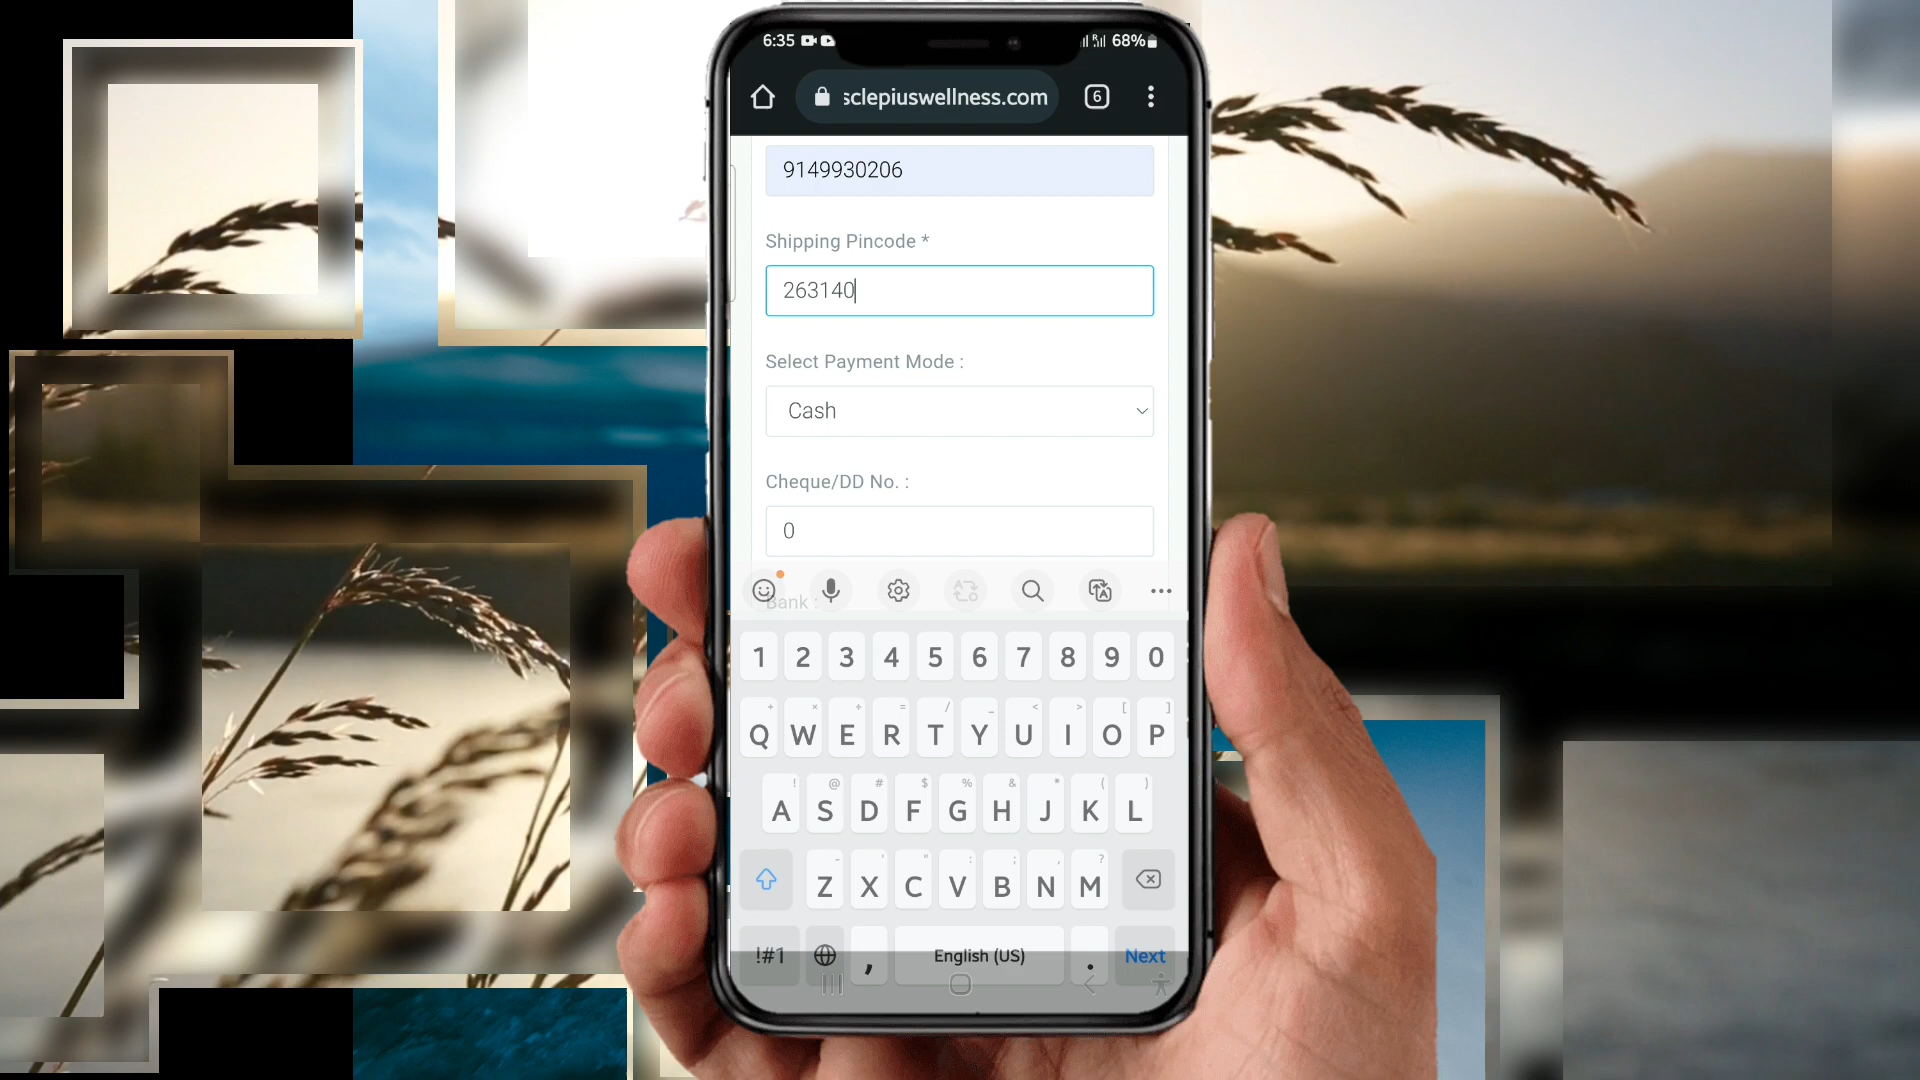 6:35 68%
sclepiuswellness.com 6
9149930206
Shipping Pincode *
263140
Select Payment Mode :
Cash
Cheque/DD No. :
0
Bank :
1 2 3 4 5 6 7 8 9 0
+ × ÷ = / _ < > [ ]
Q W E R T Y U I O P
! @ # $ % & * ( )
A S D F G H J K L
- ' " : ; , ?
Z X C V B N M
!#1 , English (US) . Next